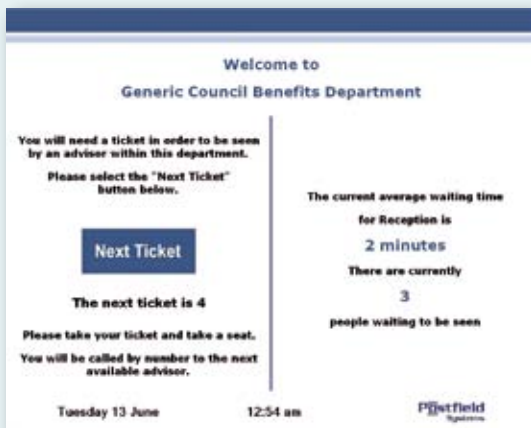 Welcome to
Generic Council Benefits Department
You will need a ticket in order to be seen
by an advisor within this department.
Please select the "Next Ticket"
button below.
Next Ticket
The next ticket is 4
Please take your ticket and take a seat.
You will be called by number to the next
available advisor.
The current average waiting time
for Reception is
2 minutes
There are currently
3
people waiting to be seen
Tuesday 13 June
12:54 am
Postfield
Systems